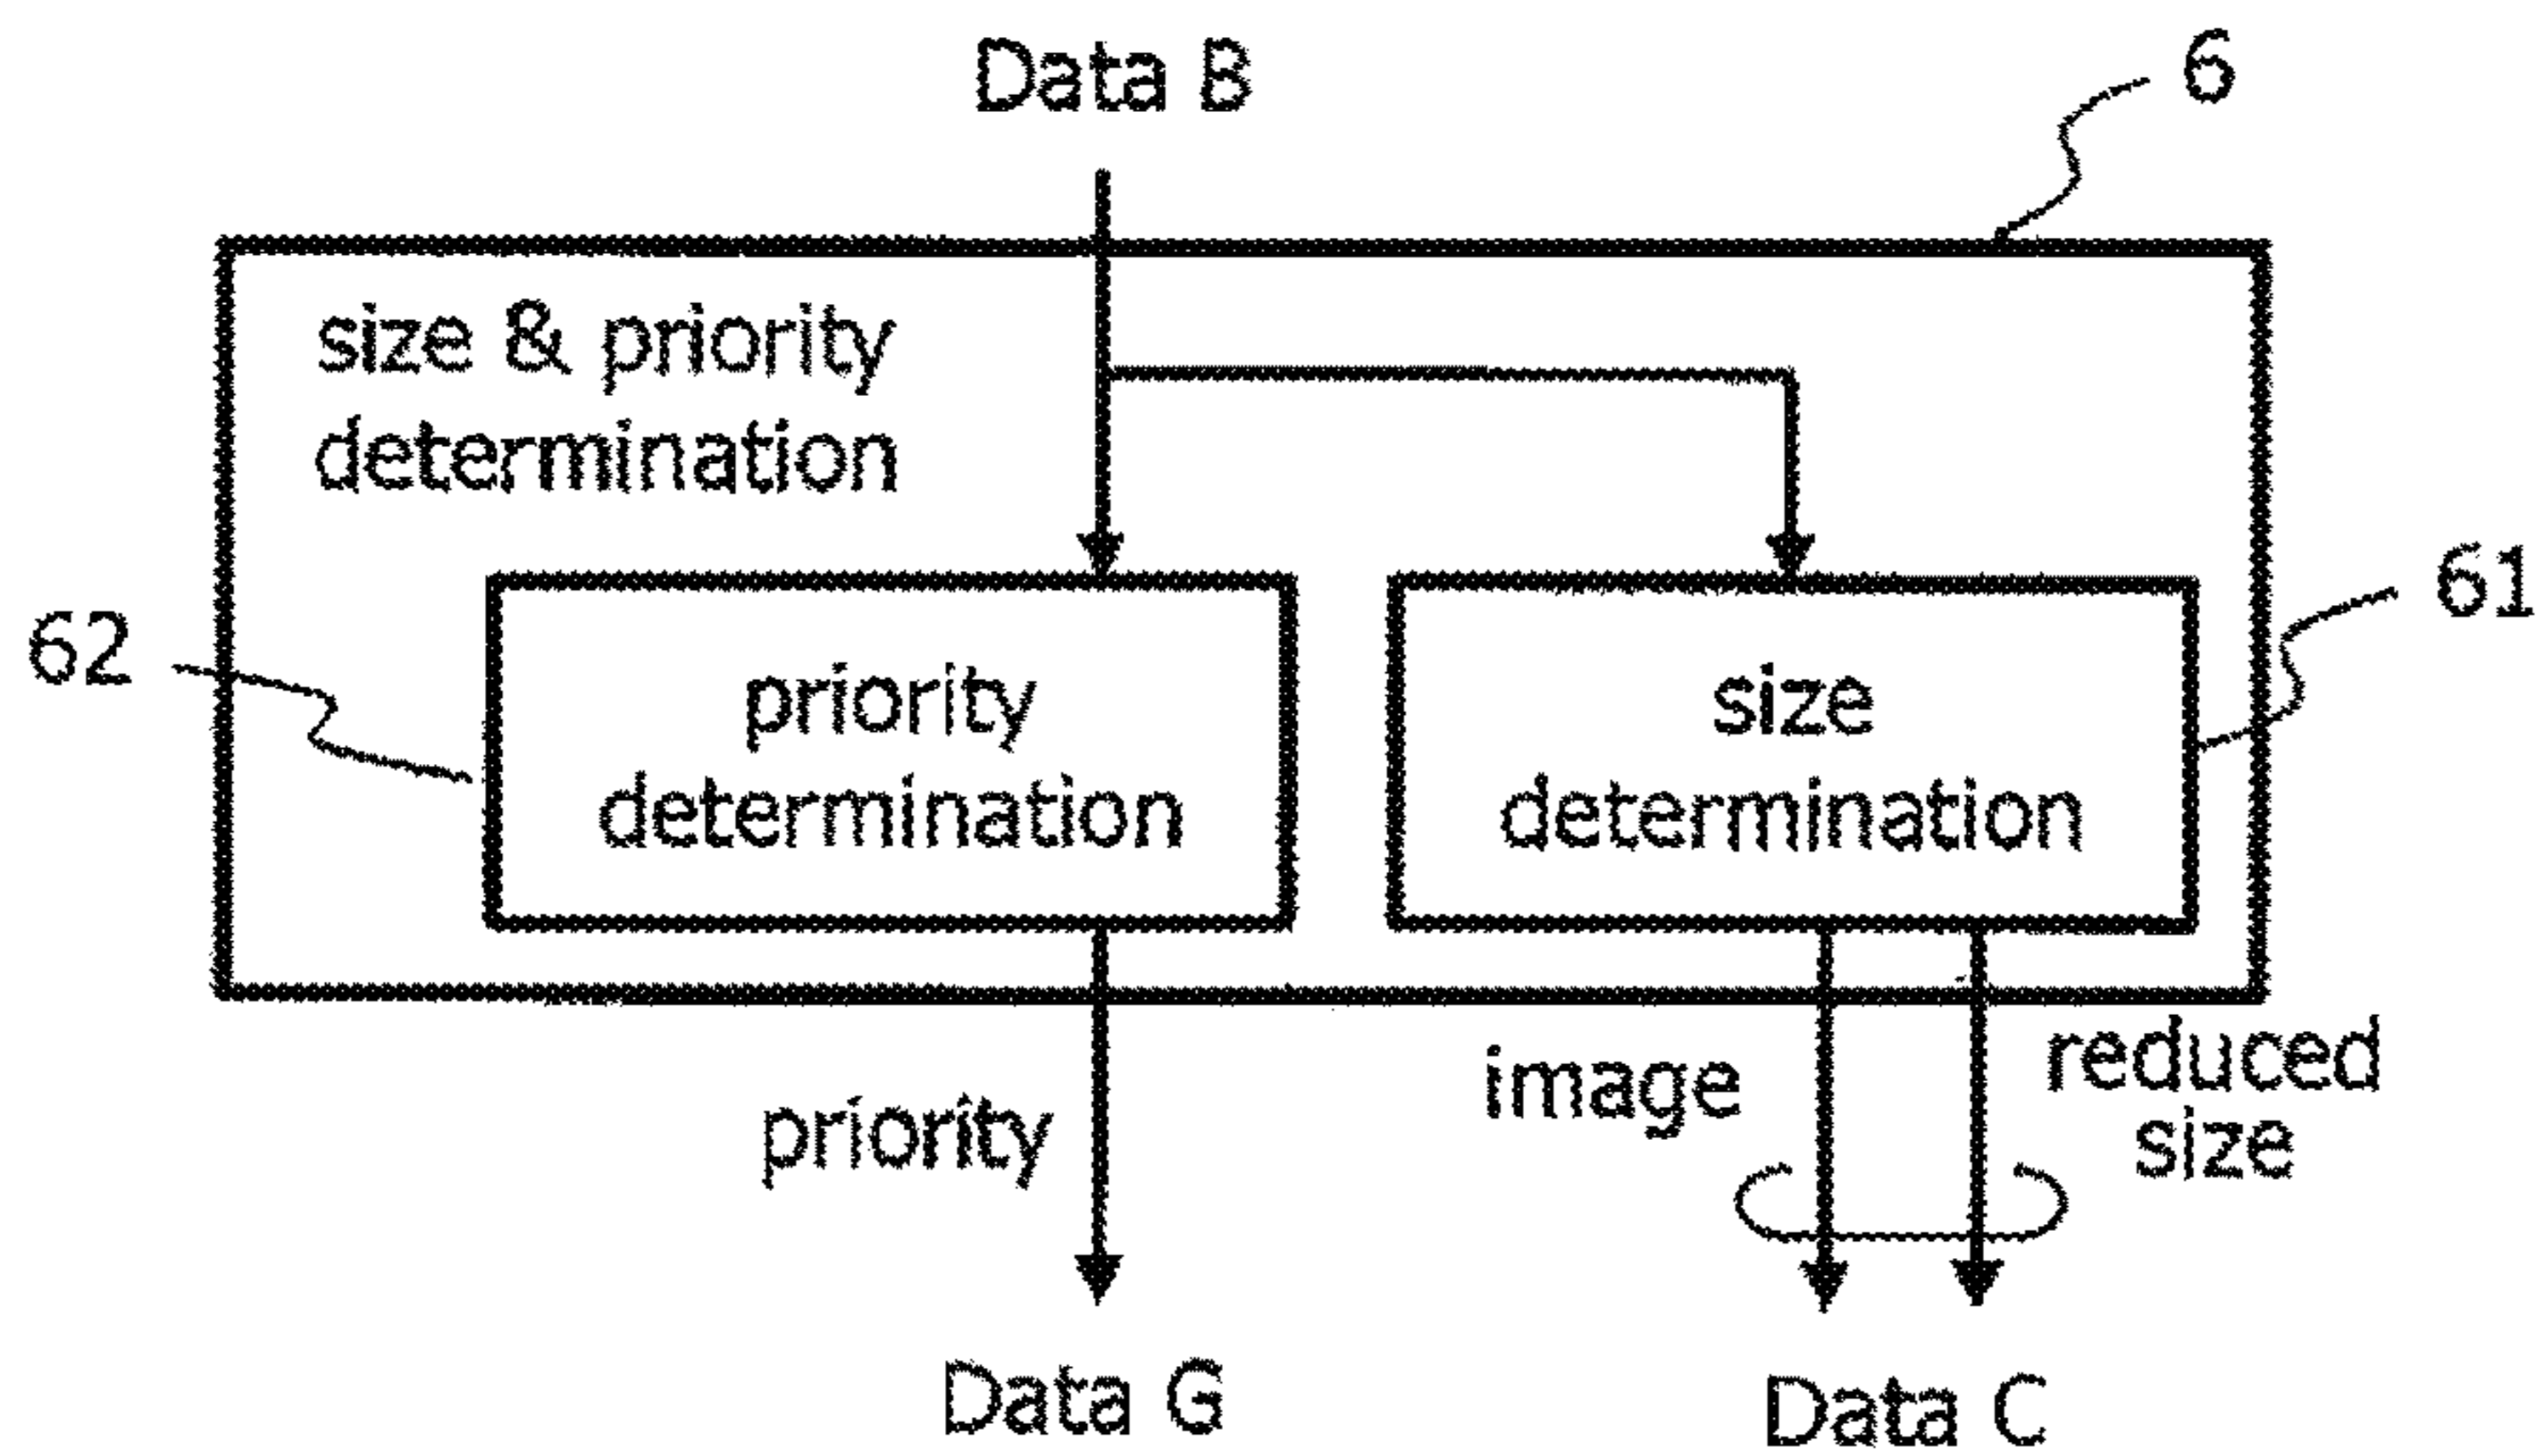 Data B
6
size & priority
determination
62
priority
determination
size
determination
61
priority
image
reduced
size
Data G
Data C